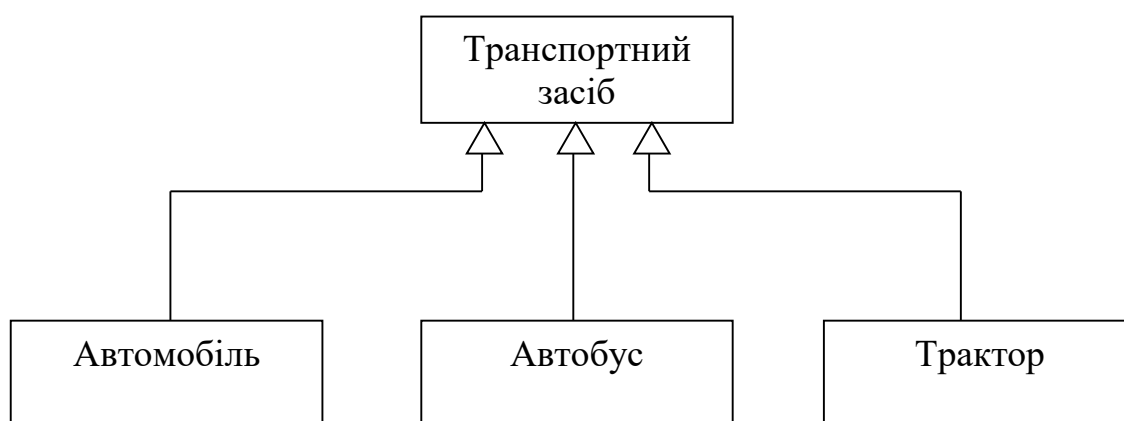 Транспортний
засіб
Автомобіль
Автобус
Трактор